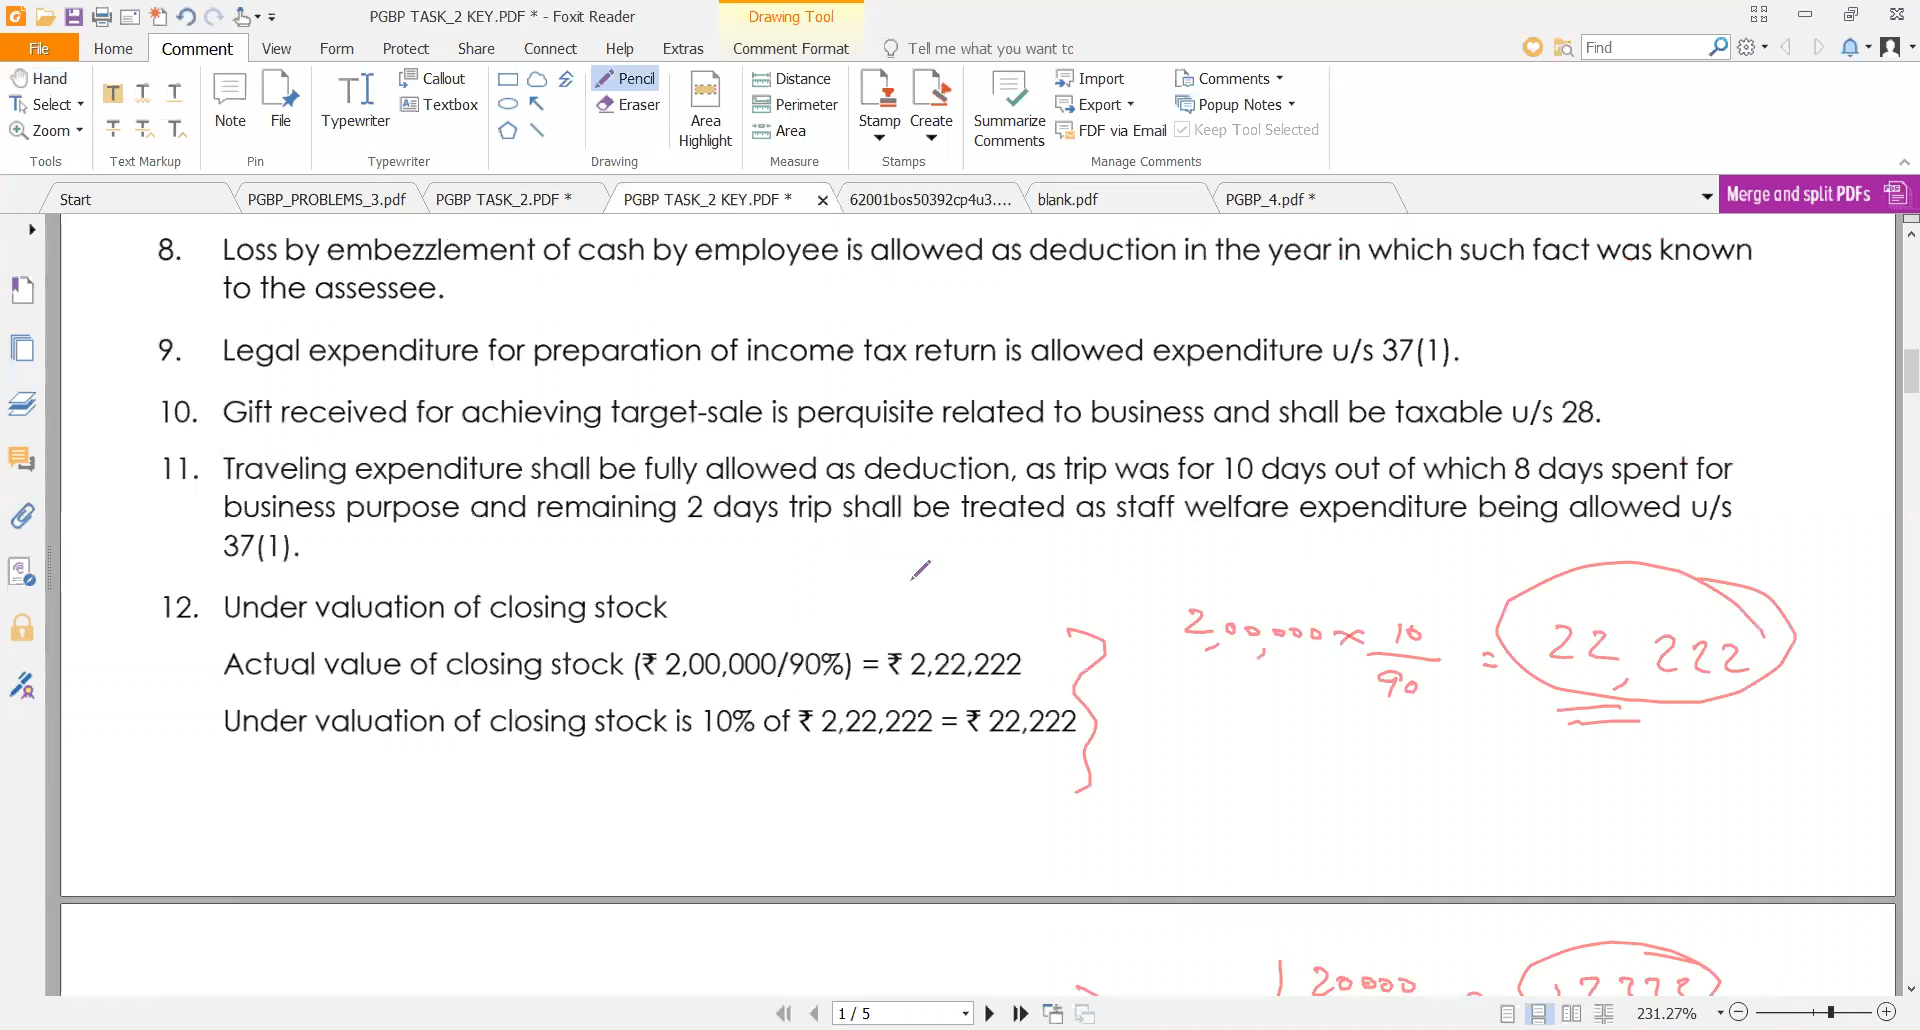 PGBP TASK_2 KEY.PDF * - Foxit Reader
Drawing Tool
File Home Comment View Form Protect Share Connect Help Extras Comment Format Tell me what you want to Find
Hand
Select
Zoom
Tools
Text Markup
Note
File
Pin
Typewriter
Callout
Textbox
Typewriter
Pencil
Eraser
Drawing
Area
Highlight
Distance
Perimeter
Area
Measure
Stamp
Create
Stamps
Summarize
Comments
Import
Export
FDF via Email
Comments
Popup Notes
Keep Tool Selected
Manage Comments
Start PGBP_PROBLEMS_3.pdf PGBP TASK_2.PDF * PGBP TASK_2 KEY.PDF * 62001bos50392cp4u3.... blank.pdf PGBP_4.pdf * Merge and split PDFs
8. Loss by embezzlement of cash by employee is allowed as deduction in the year in which such fact was known
to the assessee.
9. Legal expenditure for preparation of income tax return is allowed expenditure u/s 37(1).
10. Gift received for achieving target-sale is perquisite related to business and shall be taxable u/s 28.
11. Traveling expenditure shall be fully allowed as deduction, as trip was for 10 days out of which 8 days spent for
business purpose and remaining 2 days trip shall be treated as staff welfare expenditure being allowed u/s
37(1).
12. Under valuation of closing stock
Actual value of closing stock (₹ 2,00,000/90%) = ₹ 2,22,222
Under valuation of closing stock is 10% of ₹ 2,22,222 = ₹ 22,222
2,00,000 x 10/90 = 22,222
120000
1 / 5
231.27%